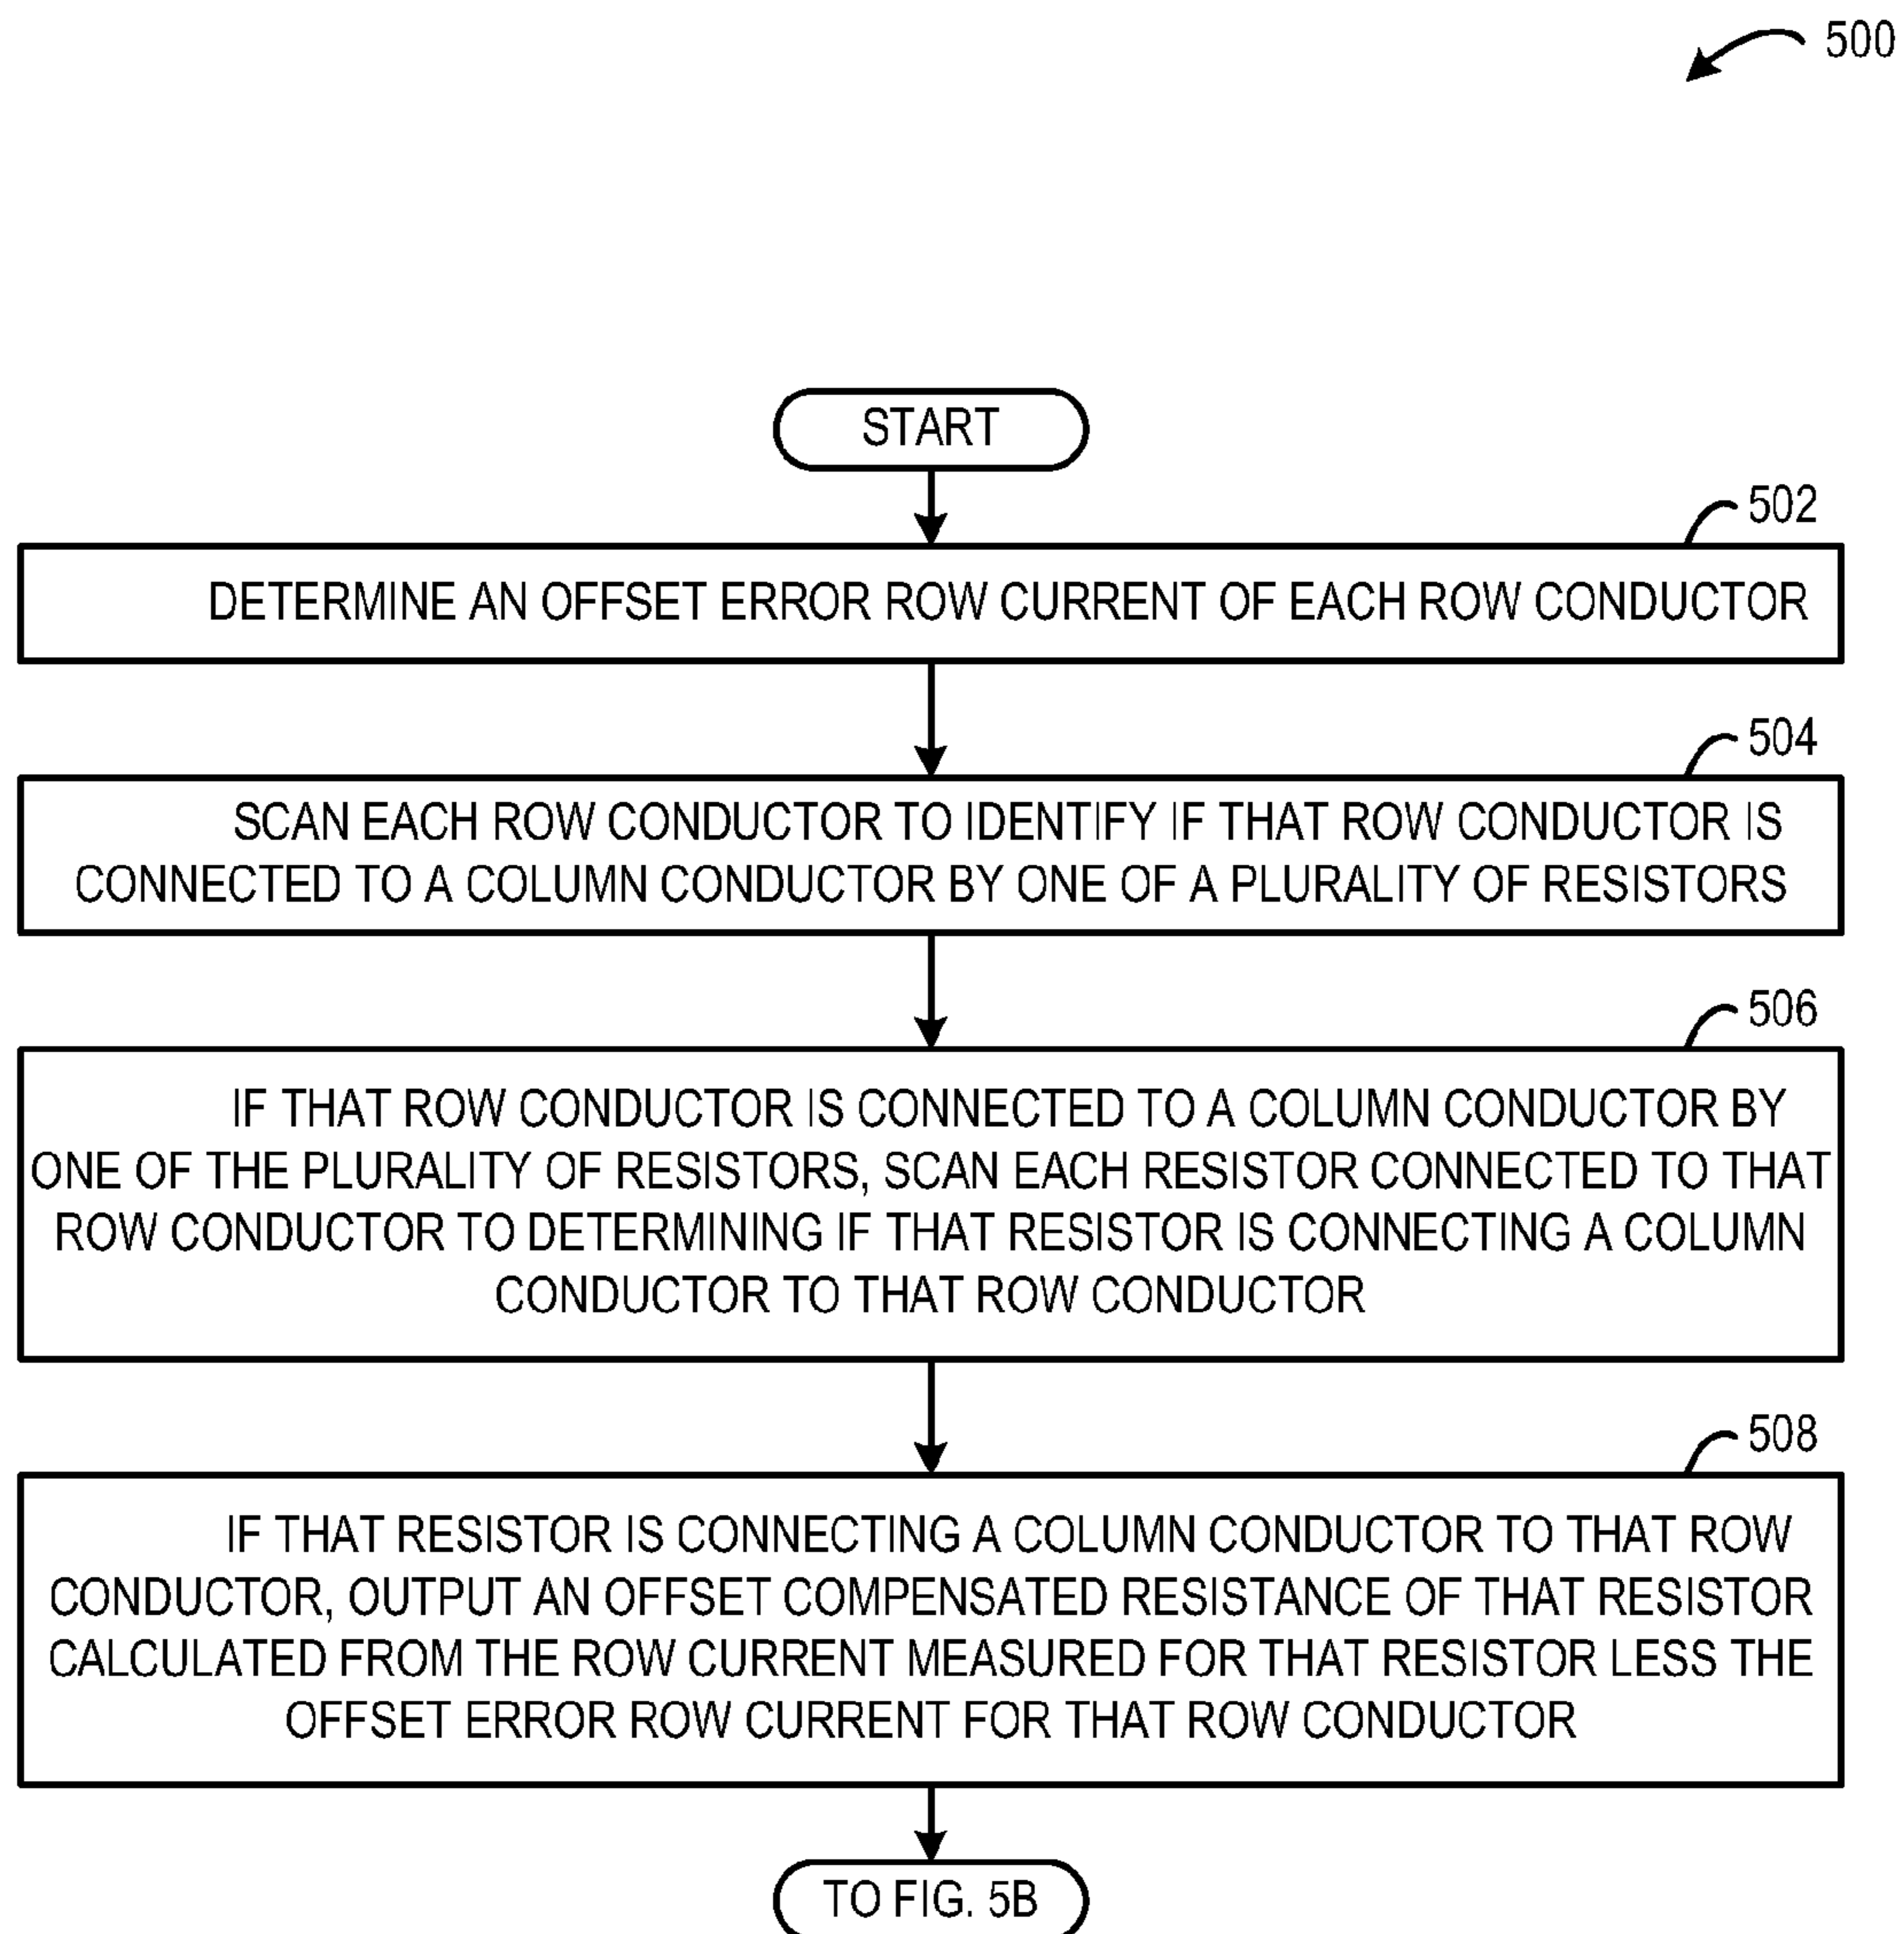 500
START
502
DETERMINE AN OFFSET ERROR ROW CURRENT OF EACH ROW CONDUCTOR
504
SCAN EACH ROW CONDUCTOR TO IDENTIFY IF THAT ROW CONDUCTOR IS
CONNECTED TO A COLUMN CONDUCTOR BY ONE OF A PLURALITY OF RESISTORS
506
IF THAT ROW CONDUCTOR IS CONNECTED TO A COLUMN CONDUCTOR BY
ONE OF THE PLURALITY OF RESISTORS, SCAN EACH RESISTOR CONNECTED TO THAT
ROW CONDUCTOR TO DETERMINING IF THAT RESISTOR IS CONNECTING A COLUMN
CONDUCTOR TO THAT ROW CONDUCTOR
508
IF THAT RESISTOR IS CONNECTING A COLUMN CONDUCTOR TO THAT ROW
CONDUCTOR, OUTPUT AN OFFSET COMPENSATED RESISTANCE OF THAT RESISTOR
CALCULATED FROM THE ROW CURRENT MEASURED FOR THAT RESISTOR LESS THE
OFFSET ERROR ROW CURRENT FOR THAT ROW CONDUCTOR
TO FIG. 5B